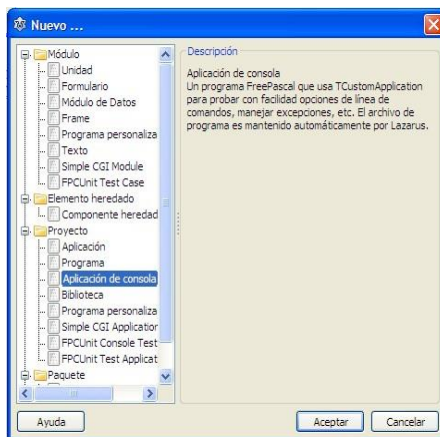 Nuevo ...
Módulo
Unidad
Formulario
Módulo de Datos
Frame
Programa personaliza
Texto
Simple CGI Module
FPCUnit Test Case
Elemento heredado
Componente heredad
Proyecto
Aplicación
Programa
Aplicación de consola
Biblioteca
Programa personaliza
Simple CGI Application
FPCUnit Console Test
FPCUnit Test Applicat
Paquete
Descripción
Aplicación de consola
Un programa FreePascal que usa TCustomApplication
para probar con facilidad opciones de línea de
comandos, manejar excepciones, etc. El archivo de
programa es mantenido automáticamente por Lazarus.
Ayuda
Aceptar
Cancelar